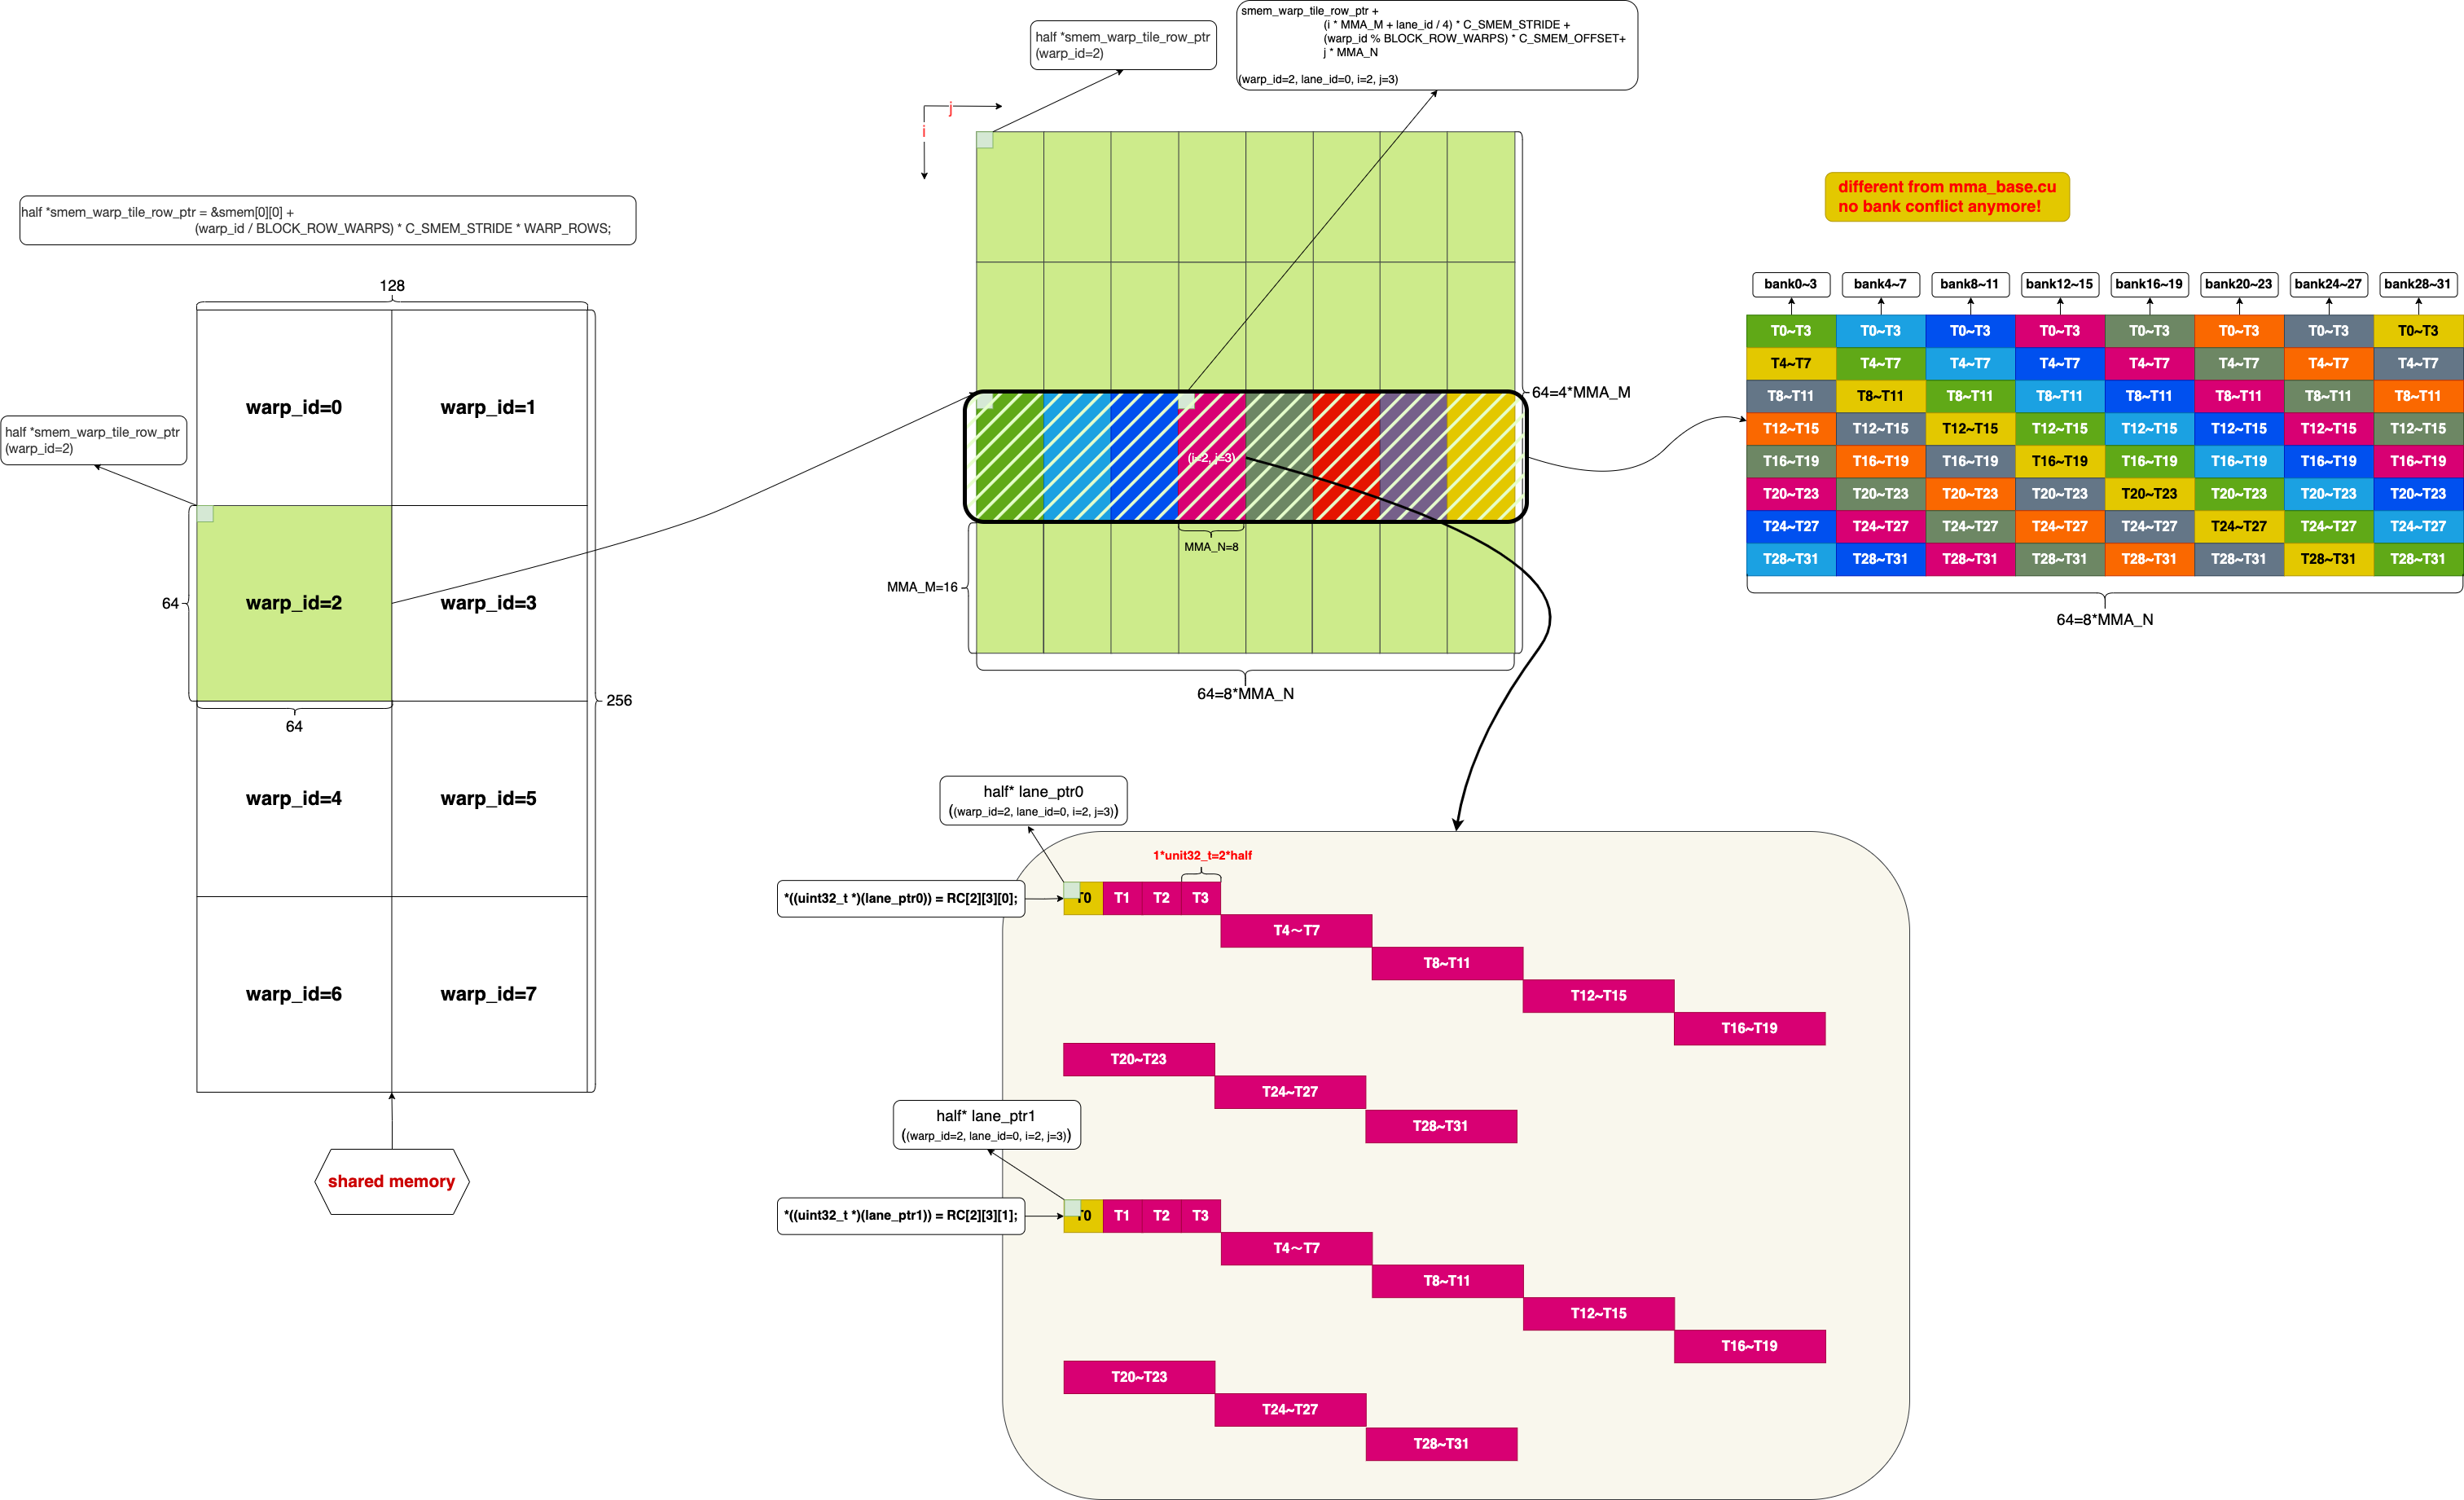 half *smem_warp_tile_row_ptr = &smem[0][0] +
(warp_id / BLOCK_ROW_WARPS) * C_SMEM_STRIDE * WARP_ROWS;
128
warp_id=0
warp_id=1
half *smem_warp_tile_row_ptr
(warp_id=2)
64
warp_id=2
warp_id=3
64
256
warp_id=4
warp_id=5
warp_id=6
warp_id=7
shared memory
half *smem_warp_tile_row_ptr
(warp_id=2)
smem_warp_tile_row_ptr +
(i * MMA_M + lane_id / 4) * C_SMEM_STRIDE +
(warp_id % BLOCK_ROW_WARPS) * C_SMEM_OFFSET+
j * MMA_N
(warp_id=2, lane_id=0, i=2, j=3)
j
i
64=4*MMA_M
(i=2, j=3)
MMA_N=8
MMA_M=16
64=8*MMA_N
different from mma_base.cu
no bank conflict anymore!
bank0~3 bank4~7 bank8~11 bank12~15 bank16~19 bank20~23 bank24~27 bank28~31
T0~T3 T0~T3 T0~T3 T0~T3 T0~T3 T0~T3 T0~T3 T0~T3
T4~T7 T4~T7 T4~T7 T4~T7 T4~T7 T4~T7 T4~T7 T4~T7
T8~T11 T8~T11 T8~T11 T8~T11 T8~T11 T8~T11 T8~T11 T8~T11
T12~T15 T12~T15 T12~T15 T12~T15 T12~T15 T12~T15 T12~T15 T12~T15
T16~T19 T16~T19 T16~T19 T16~T19 T16~T19 T16~T19 T16~T19 T16~T19
T20~T23 T20~T23 T20~T23 T20~T23 T20~T23 T20~T23 T20~T23 T20~T23
T24~T27 T24~T27 T24~T27 T24~T27 T24~T27 T24~T27 T24~T27 T24~T27
T28~T31 T28~T31 T28~T31 T28~T31 T28~T31 T28~T31 T28~T31 T28~T31
64=8*MMA_N
half* lane_ptr0
((warp_id=2, lane_id=0, i=2, j=3))
1*unit32_t=2*half
*((uint32_t *)(lane_ptr0)) = RC[2][3][0];
T0 T1 T2 T3
T4~T7
T8~T11
T12~T15
T16~T19
T20~T23
T24~T27
T28~T31
half* lane_ptr1
((warp_id=2, lane_id=0, i=2, j=3))
*((uint32_t *)(lane_ptr1)) = RC[2][3][1];
T0 T1 T2 T3
T4~T7
T8~T11
T12~T15
T16~T19
T20~T23
T24~T27
T28~T31